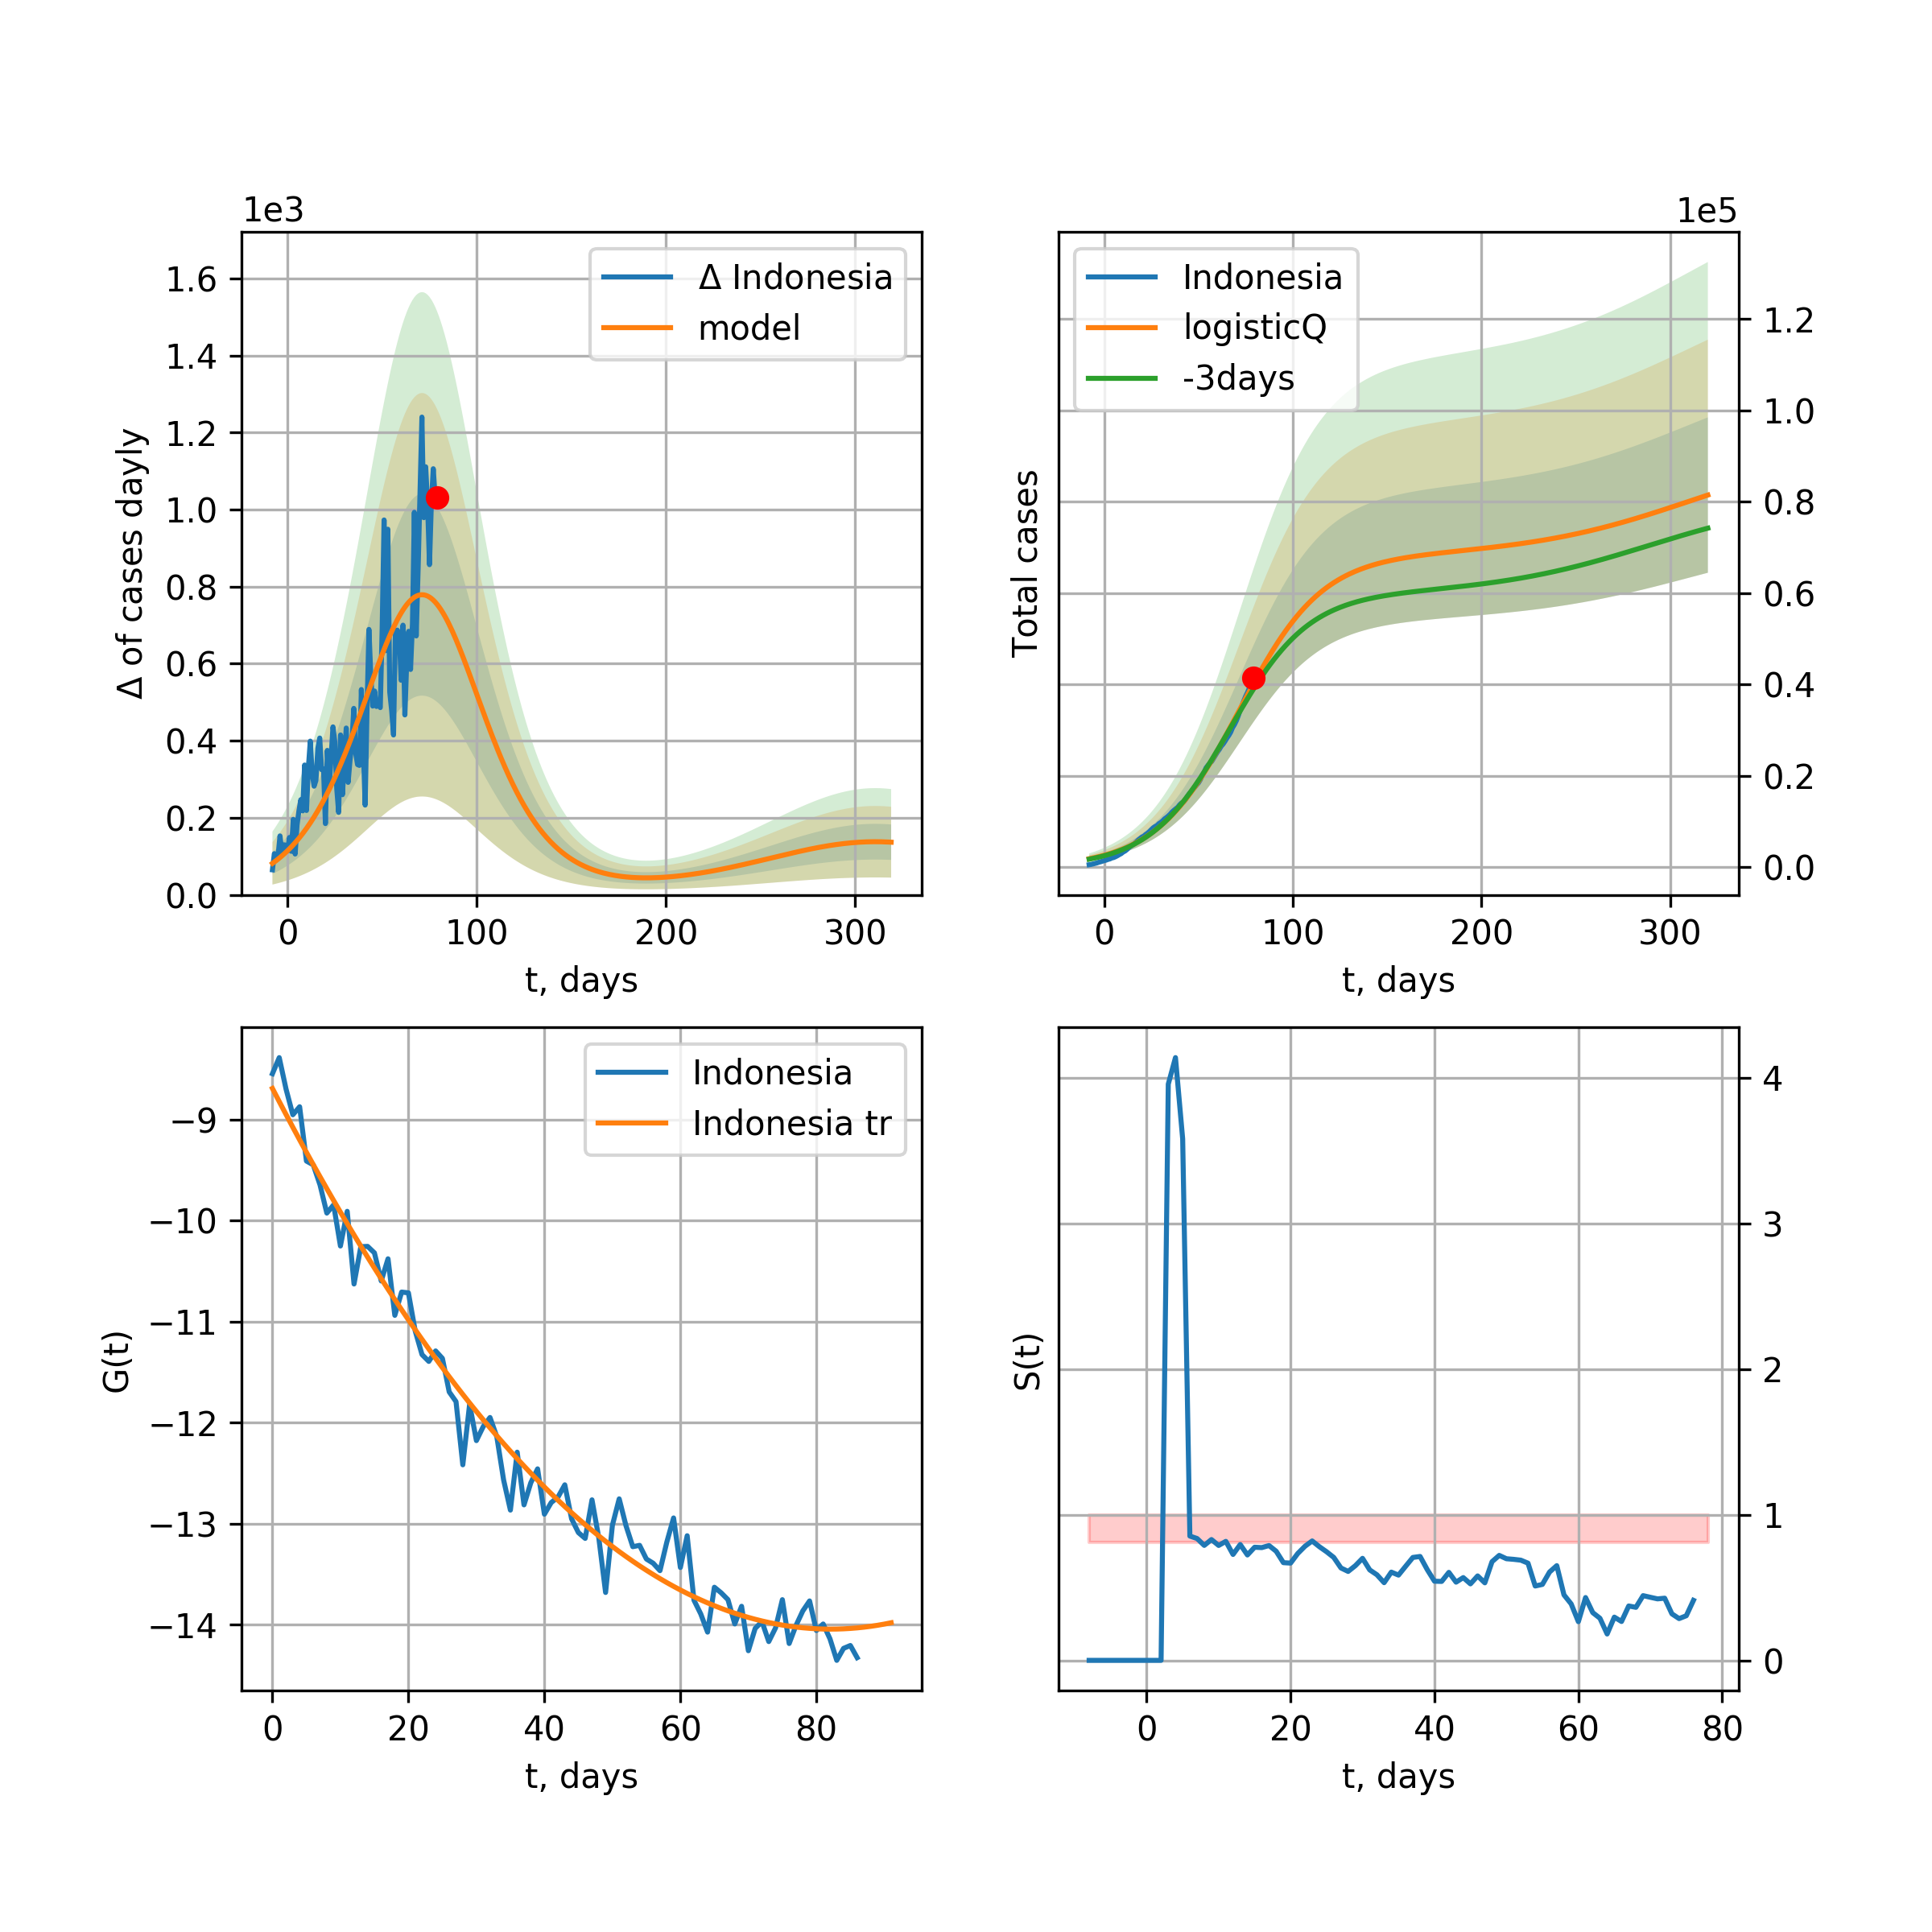 1e3
Δ of cases dayly
1.6
1.4
1.2
1.0
0.8
0.6
0.4
0.2
0.0
Δ Indonesia
model
0 100 200 300
t, days
1e5
Total cases
Indonesia
logisticQ
-3days
1.2
1.0
0.8
0.6
0.4
0.2
0.0
0 100 200 300
t, days
G(t)
−9
−10
−11
−12
−13
−14
Indonesia
Indonesia tr
0 20 40 60 80
t, days
S(t)
4
3
2
1
0
0 20 40 60 80
t, days